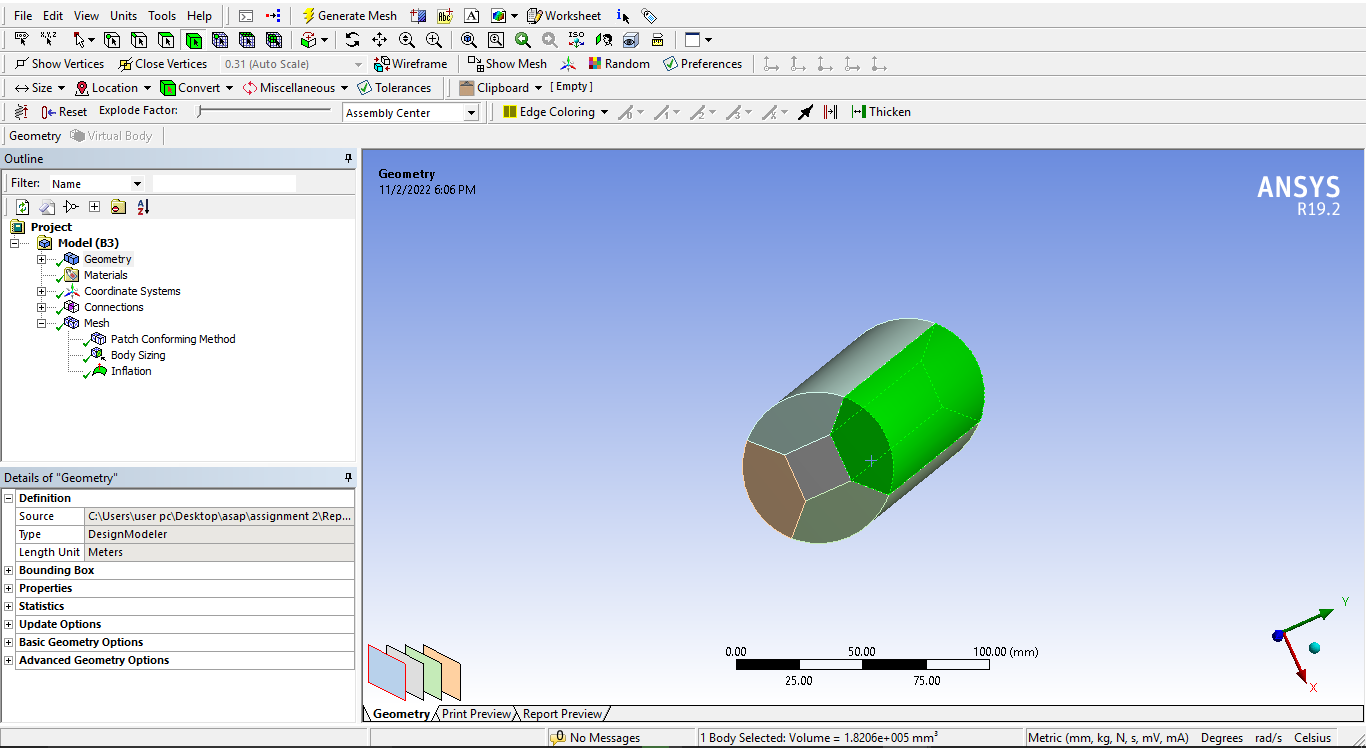 File Edit View Units Tools Help Generate Mesh Abc A Worksheet i
Show Vertices Close Vertices 0.31 (Auto Scale) Wireframe Show Mesh Random Preferences
Size Location Convert Miscellaneous Tolerances Clipboard [ Empty ]
Reset Explode Factor: Assembly Center Edge Coloring Thicken
Geometry Virtual Body
Outline
Filter: Name
Project
Model (B3)
Geometry
Materials
Coordinate Systems
Connections
Mesh
Patch Conforming Method
Body Sizing
Inflation
Details of "Geometry"
Definition
Source C:\Users\user pc\Desktop\asap\assignment 2\Rep...
Type DesignModeler
Length Unit Meters
Bounding Box
Properties
Statistics
Update Options
Basic Geometry Options
Advanced Geometry Options
Geometry
11/2/2022 6:06 PM
ANSYS
R19.2
Y
X
0.00 50.00 100.00 (mm)
25.00 75.00
Geometry Print Preview Report Preview
No Messages 1 Body Selected: Volume = 1.8206e+005 mm³ Metric (mm, kg, N, s, mV, mA) Degrees rad/s Celsius